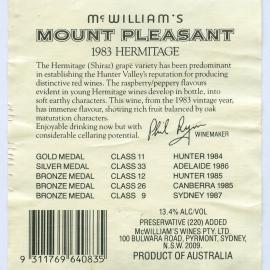 McWILLIAM'S
MOUNT PLEASANT
1983 HERMITAGE
The Hermitage (Shiraz) grape variety has been predominant
in establishing the Hunter Valley's reputation for producing
distinctive red wines. The raspberry/peppery flavours
evident in young Hermitage wines develop in bottle, into
soft earthy characters. This wine, from the 1983 vintage year,
has immense flavour, showing rich fruit balanced by oak
maturation characters.
Enjoyable drinking now but with
considerable cellaring potential. Phil Ryan WINEMAKER
GOLD MEDAL CLASS 11 HUNTER 1984
SILVER MEDAL CLASS 33 ADELAIDE 1986
BRONZE MEDAL CLASS 12 HUNTER 1985
BRONZE MEDAL CLASS 26 CANBERRA 1985
BRONZE MEDAL CLASS 9 SYDNEY 1987
13.4% ALC/VOL
PRESERVATIVE (220) ADDED
McWILLIAM'S WINES PTY. LTD.
100 BULWARA ROAD, PYRMONT, SYDNEY,
N.S.W. 2009.
PRODUCT OF AUSTRALIA
9 311769 640835